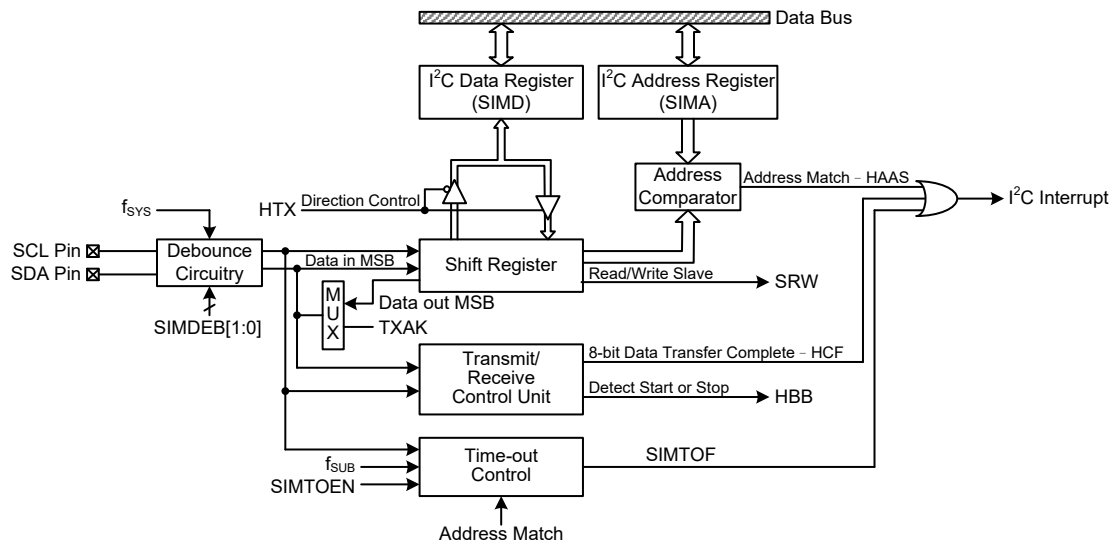 Data Bus
I²C Data Register
(SIMD)
I²C Address Register
(SIMA)
Address
Comparator
Address Match – HAAS
I²C Interrupt
HTX
Direction Control
fSYS
SCL Pin
SDA Pin
Debounce
Circuitry
SIMDEB[1:0]
Data in MSB
Shift Register
Read/Write Slave
SRW
MUX
Data out MSB
TXAK
Transmit/
Receive
Control Unit
8-bit Data Transfer Complete – HCF
Detect Start or Stop
HBB
fSUB
SIMTOEN
Time-out
Control
SIMTOF
Address Match